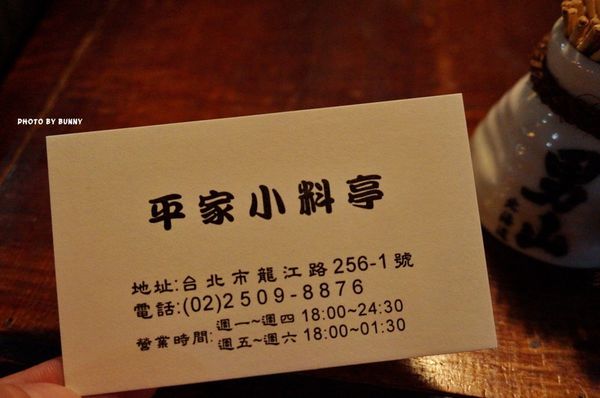 PHOTO BY BUNNY
平家小料亭
地址:台北市龍江路256-1號
電話:(02)2509-8876
營業時間:週一~週四 18:00~24:30
週五~週六 18:00~01:30
男山